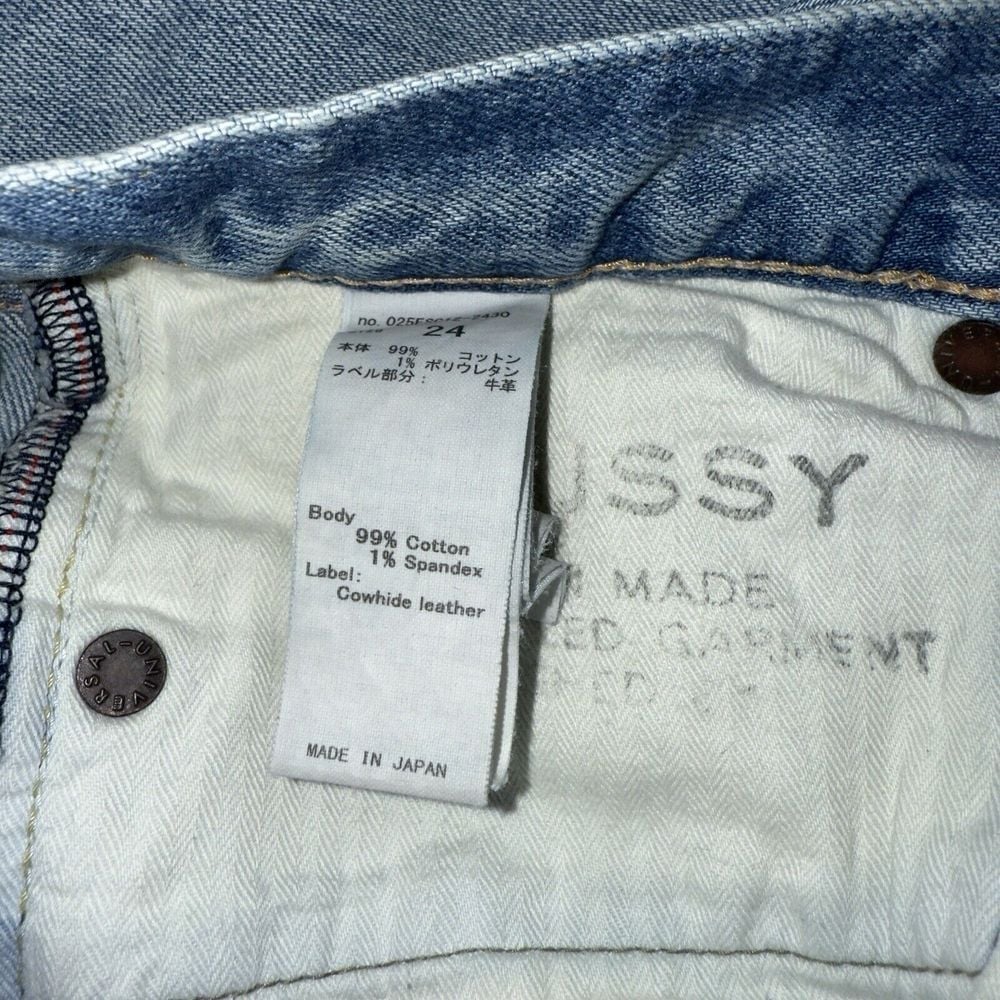 24
本体 99% コットン
1% ポリウレタン
ラベル部分: 牛革
Body
99% Cotton
1% Spandex
Label:
Cowhide leather
MADE IN JAPAN
USSY
MADE
GARMENT
UNIVERSAL-